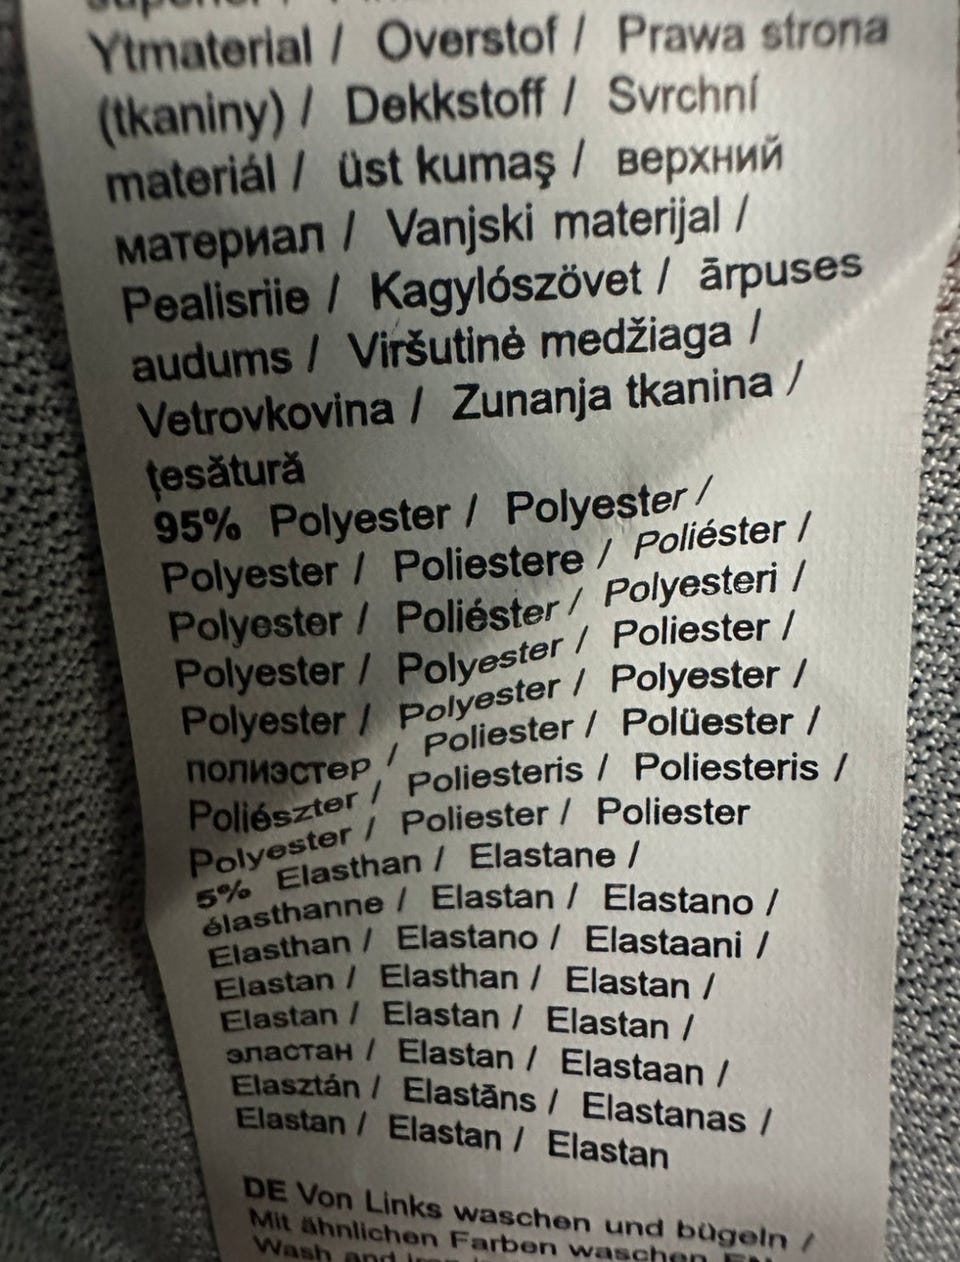 Ytmaterial / Overstof / Prawa strona
(tkaniny) / Dekkstoff / Svrchní
materiál / üst kumaş / верхний
материал / Vanjski materijal /
Pealisriie / Kagylószövet / ārpuses
audums / Viršutinė medžiaga /
Vetrovkovina / Zunanja tkanina /
ţesătură
95% Polyester / Polyester /
Polyester / Poliestere / Poliéster /
Polyester / Poliéster / Polyesteri /
Polyester / Polyester / Poliester /
Polyester / Polyester / Polyester /
полиэстер / Poliester / Polüester /
Poliészter / Poliesteris / Poliesteris /
Polyester / Poliester / Poliester
5% Elasthan / Elastane /
élasthanne / Elastan / Elastano /
Elasthan / Elastano / Elastaani /
Elastan / Elasthan / Elastan /
Elastan / Elastan / Elastan /
эластан / Elastan / Elastaan /
Elasztán / Elastāns / Elastanas /
Elastan / Elastan / Elastan
DE Von Links waschen und bügeln /
Mit ähnlichen Farben waschen EN
Wash and